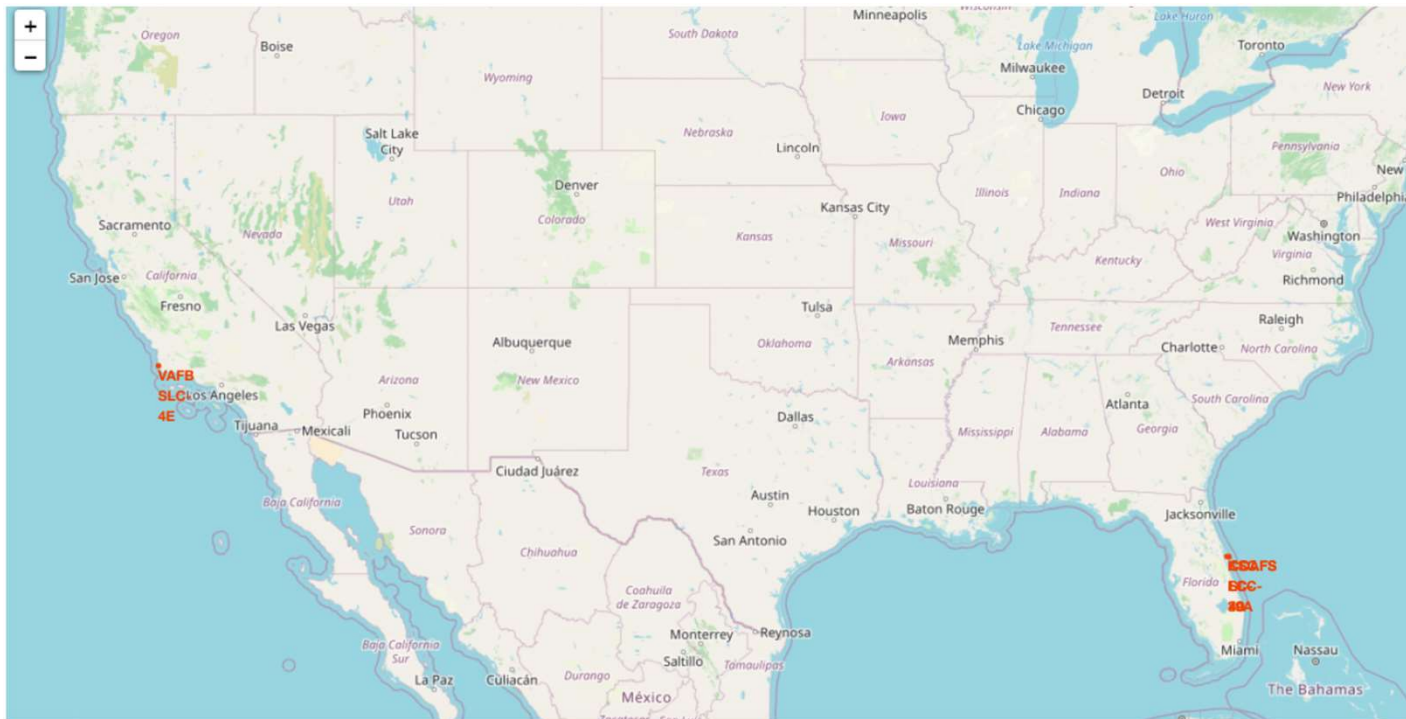 +
−
Oregon
Boise
Wyoming
South Dakota
Minneapolis
Wisconsin
Lake Huron
Lake Michigan
Milwaukee
Toronto
Detroit
New York
Chicago
Iowa
Nebraska
Salt Lake
City
Lincoln
Pennsylvania
New
Philadelphia
Ohio
Illinois
Indiana
Denver
Utah
Colorado
Kansas City
Kansas
Missouri
West Virginia
Washington
Virginia
Richmond
Kentucky
Sacramento
Nevada
San Jose
California
Fresno
Las Vegas
Tulsa
Tennessee
Raleigh
Albuquerque
Oklahoma
Memphis
Charlotte
North Carolina
VAFB
SLC-
4E
Los Angeles
Arizona
New Mexico
Arkansas
South Carolina
Phoenix
Atlanta
Tijuana
Mexicali
Tucson
Dallas
Mississippi
Alabama
Georgia
Ciudad Juárez
Texas
Louisiana
Baja California
Austin
Houston
Baton Rouge
Jacksonville
Sonora
Chihuahua
San Antonio
Florida
Coahuila
de Zaragoza
Baja California
Sur
Monterrey
Reynosa
Saltillo
Tamaulipas
Miami
Nassau
La Paz
Culiacán
Durango
México
The Bahamas